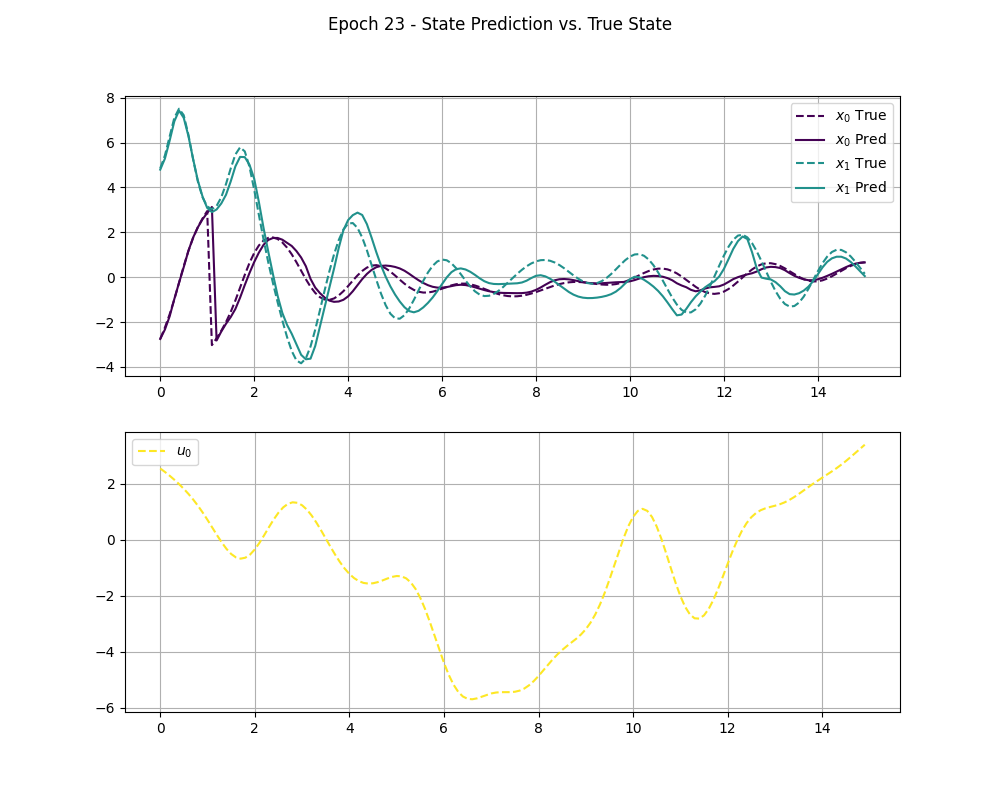 Epoch 23 - State Prediction vs. True State
8
6
4
2
0
−2
−4
x₀ True
x₀ Pred
x₁ True
x₁ Pred
0 2 4 6 8 10 12 14
u₀
2
0
−2
−4
−6
0 2 4 6 8 10 12 14